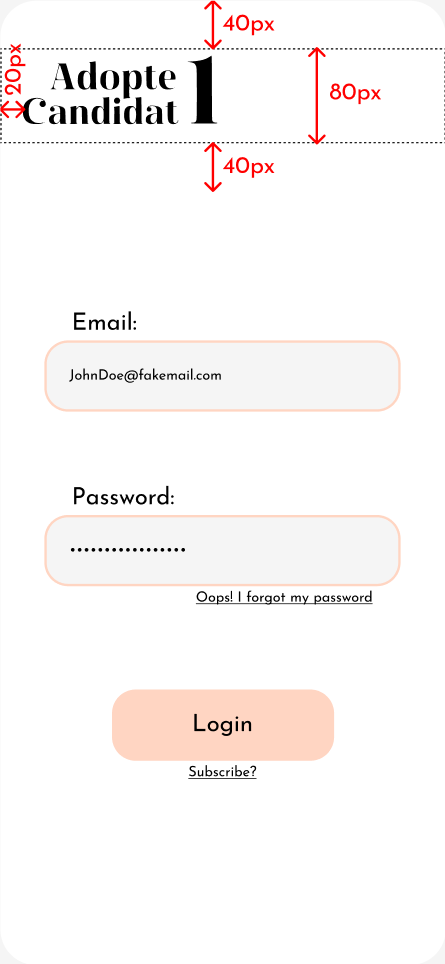 40px
20px
Adopte
Candidat 1
80px
40px
Email:
JohnDoe@fakemail.com
Password:
•••••••••••••••••
Oops! I forgot my password
Login
Subscribe?